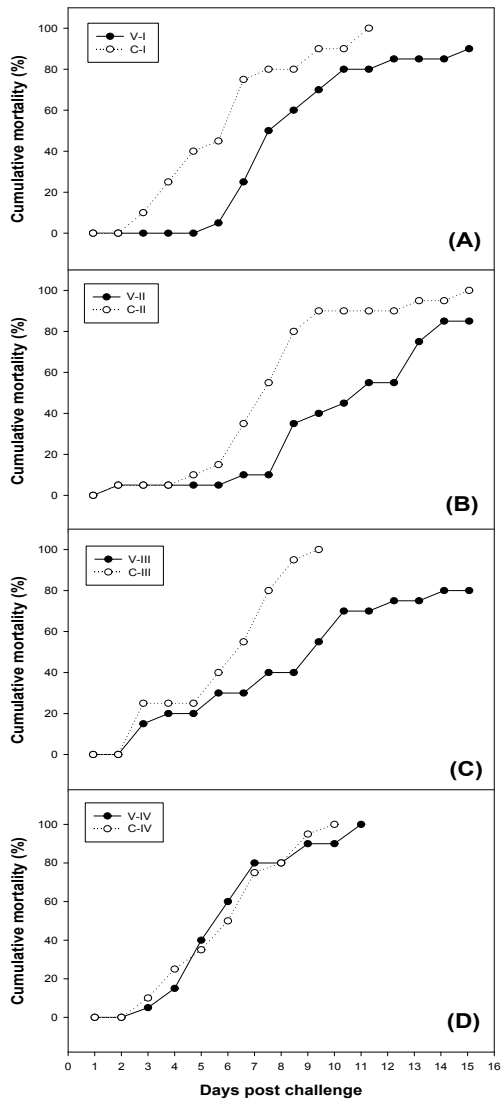 100
80
60
40
20
0
Cumulative mortality (%)
V-I
C-I
(A)
100
80
60
40
20
0
Cumulative mortality (%)
V-II
C-II
(B)
100
80
60
40
20
0
Cumulative mortality (%)
V-III
C-III
(C)
100
80
60
40
20
0
Cumulative mortality (%)
V-IV
C-IV
(D)
0 1 2 3 4 5 6 7 8 9 10 11 12 13 14 15 16
Days post challenge